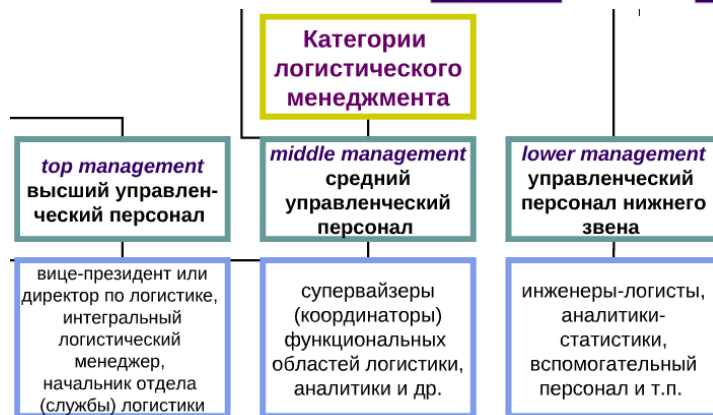 Категории
логистического
менеджмента
top management
высший управлен-
ческий персонал
middle management
средний
управленческий
персонал
lower management
управленческий
персонал нижнего
звена
вице-президент или
директор по логистике,
интегральный
логистический
менеджер,
начальник отдела
(службы) логистики
супервайзеры
(координаторы)
функциональных
областей логистики,
аналитики и др.
инженеры-логисты,
аналитики-
статистики,
вспомогательный
персонал и т.п.